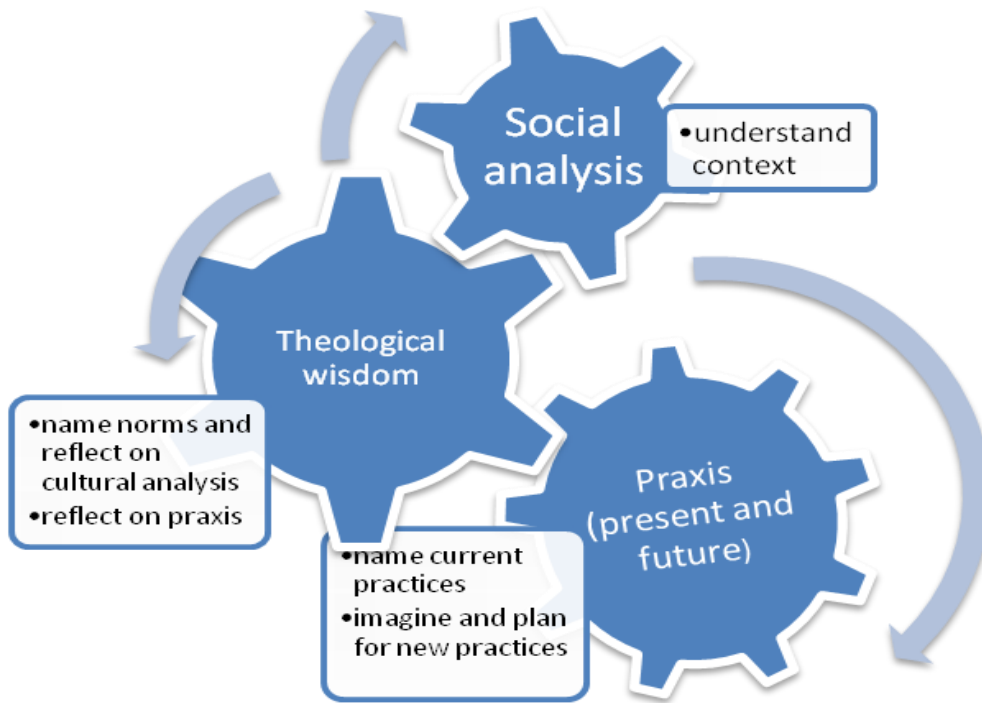 Social
analysis
•understand
context
Theological
wisdom
•name norms and
reflect on
cultural analysis
•reflect on praxis
Praxis
(present and
future)
•name current
practices
•imagine and plan
for new practices